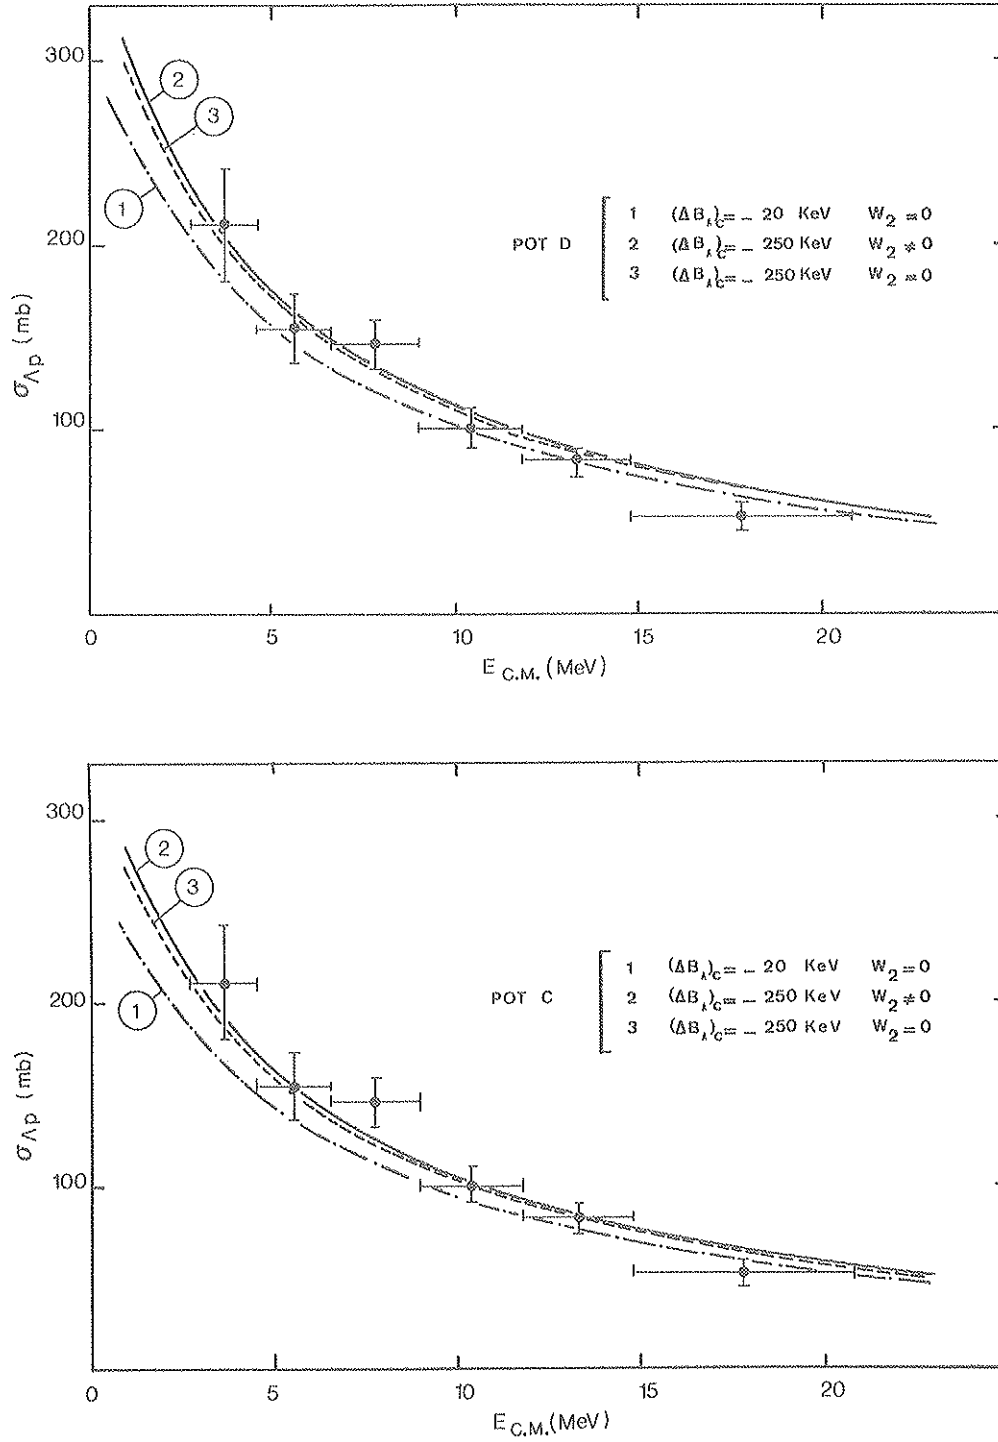 300
200
100
σΛp (mb)
2
3
1
POT D
1 (ΔBλ)C = – 20 KeV W2 = 0
2 (ΔBλ)C = – 250 KeV W2 ≠ 0
3 (ΔBλ)C = – 250 KeV W2 = 0
0 5 10 15 20
E C.M. (MeV)
300
200
100
σΛp (mb)
2
3
1
POT C
1 (ΔBλ)C = – 20 KeV W2 = 0
2 (ΔBλ)C = – 250 KeV W2 ≠ 0
3 (ΔBλ)C = – 250 KeV W2 = 0
0 5 10 15 20
E C.M. (MeV)